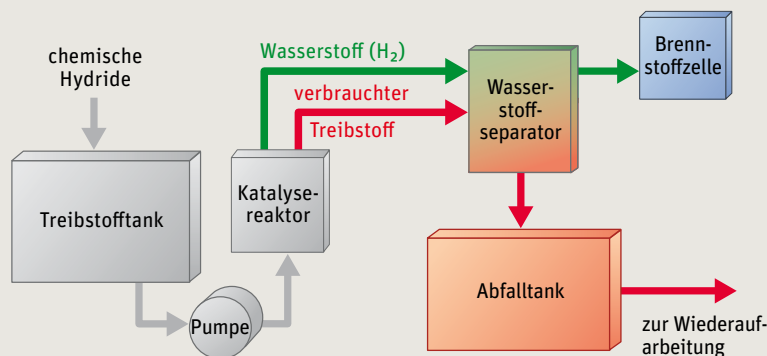 chemische
Hydride
Treibstofftank
Pumpe
Katalyse-
reaktor
Wasserstoff (H₂)
verbrauchter
Treibstoff
Wasser-
stoff-
separator
Brenn-
stoffzelle
Abfalltank
zur Wiederauf-
arbeitung